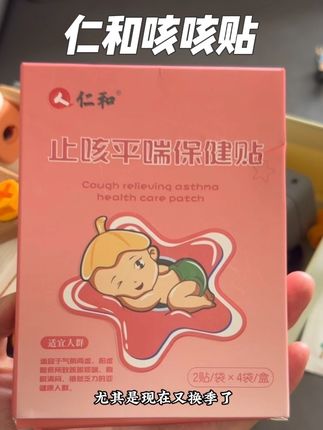 仁和咳咳贴
仁和®
止咳平喘保健贴
Cough relieving asthma
health care patch
适宜人群
2贴/袋×4袋/盒
尤其是现在又换季了